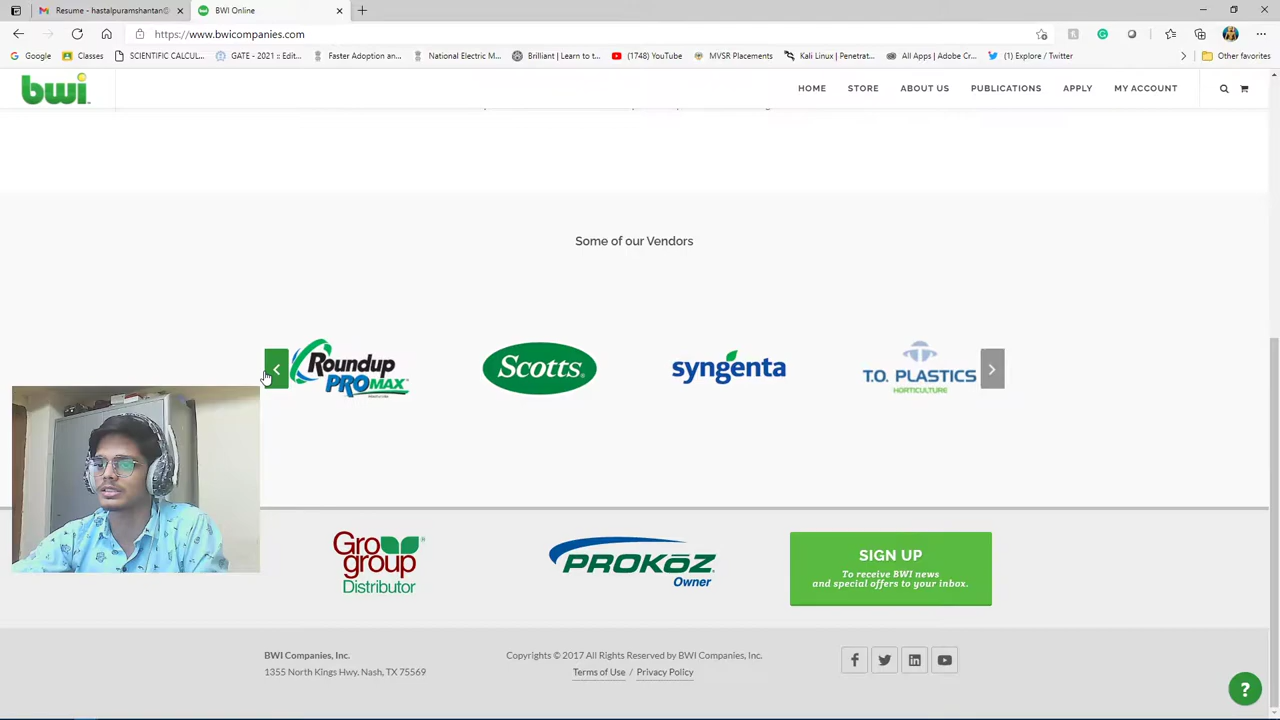 Resume - hastalpuramshantan@
BWI Online
https://www.bwicompanies.com
Google
Classes
SCIENTIFIC CALCUL...
GATE - 2021 :: Edit...
Faster Adoption and...
National Electric M...
Brilliant | Learn to t...
(1748) YouTube
MVSR Placements
Kali Linux | Penetrat...
All Apps | Adobe Cr...
(1) Explore / Twitter
Other favorites
bwi
HOME
STORE
ABOUT US
PUBLICATIONS
APPLY
MY ACCOUNT
Some of our Vendors
Roundup
PROMAX
Scotts
syngenta
T.O. PLASTICS
HORTICULTURE
Gro
group
Distributor
PROKŌZ
Owner
SIGN UP
To receive BWI news
and special offers to your inbox.
BWI Companies, Inc.
1355 North Kings Hwy. Nash, TX 75569
Copyrights © 2017 All Rights Reserved by BWI Companies, Inc.
Terms of Use / Privacy Policy
?